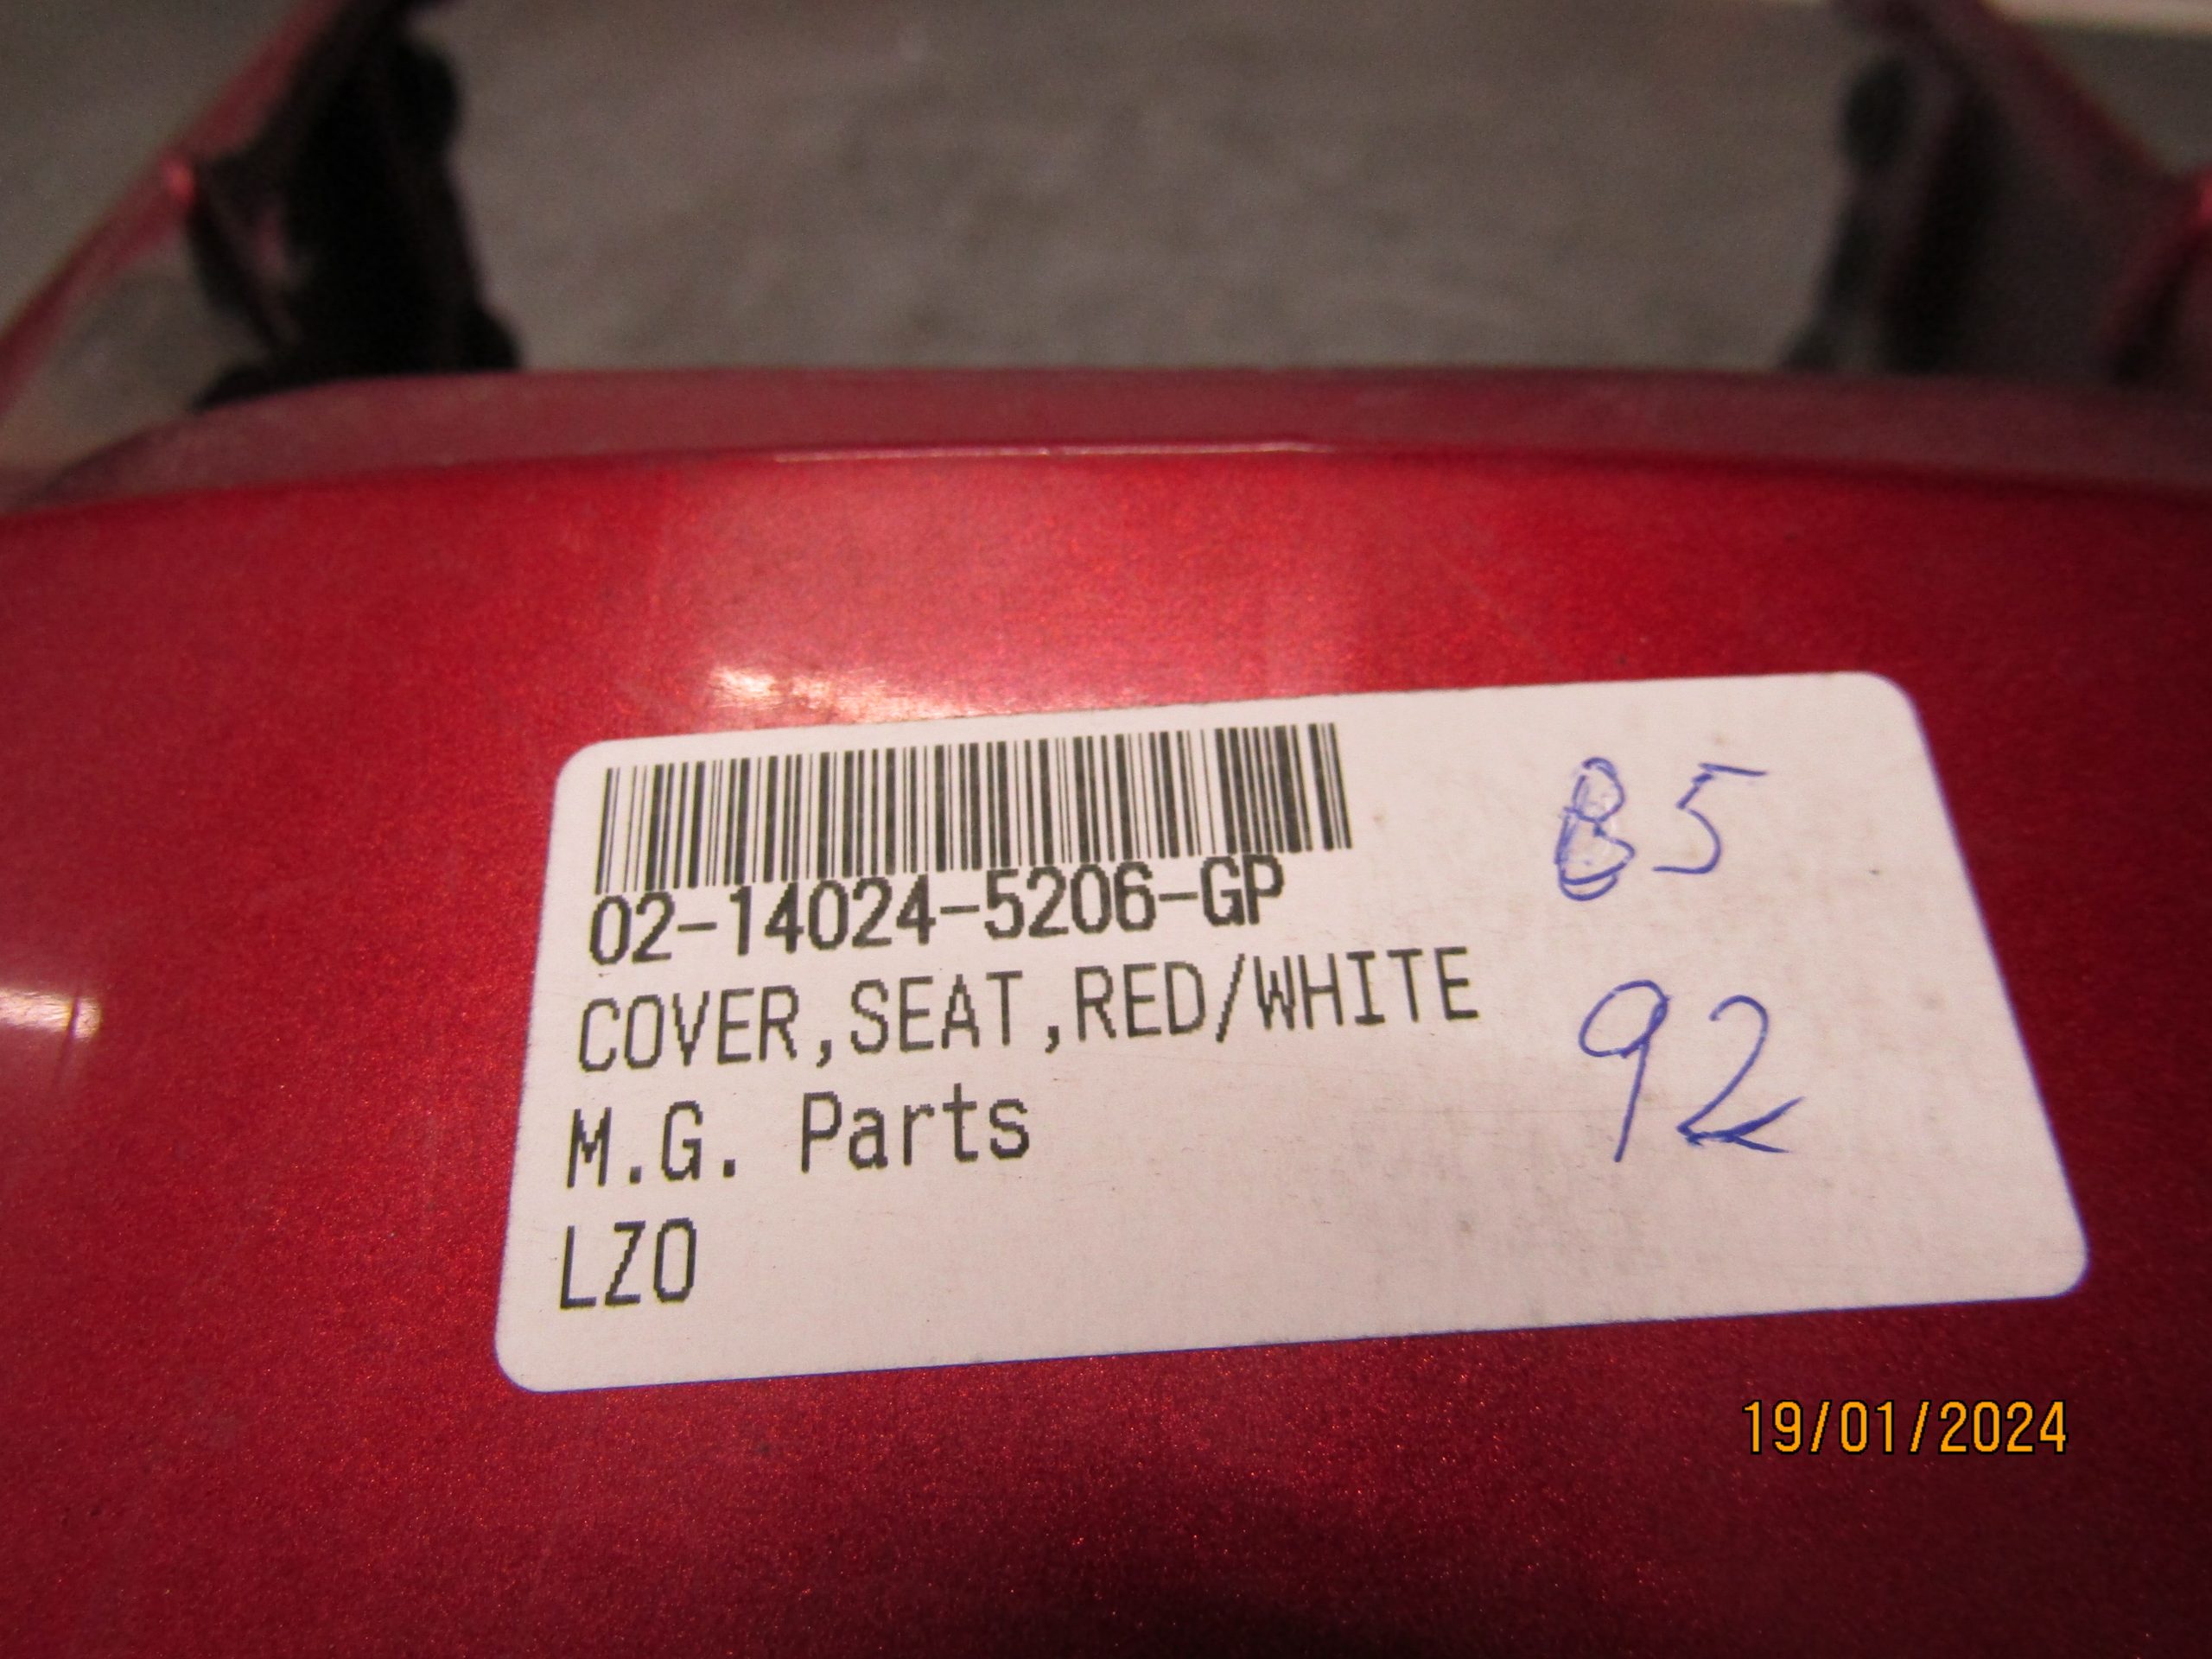 02-14024-5206-GP
COVER,SEAT,RED/WHITE
M.G. Parts
LZO
85
92
19/01/2024